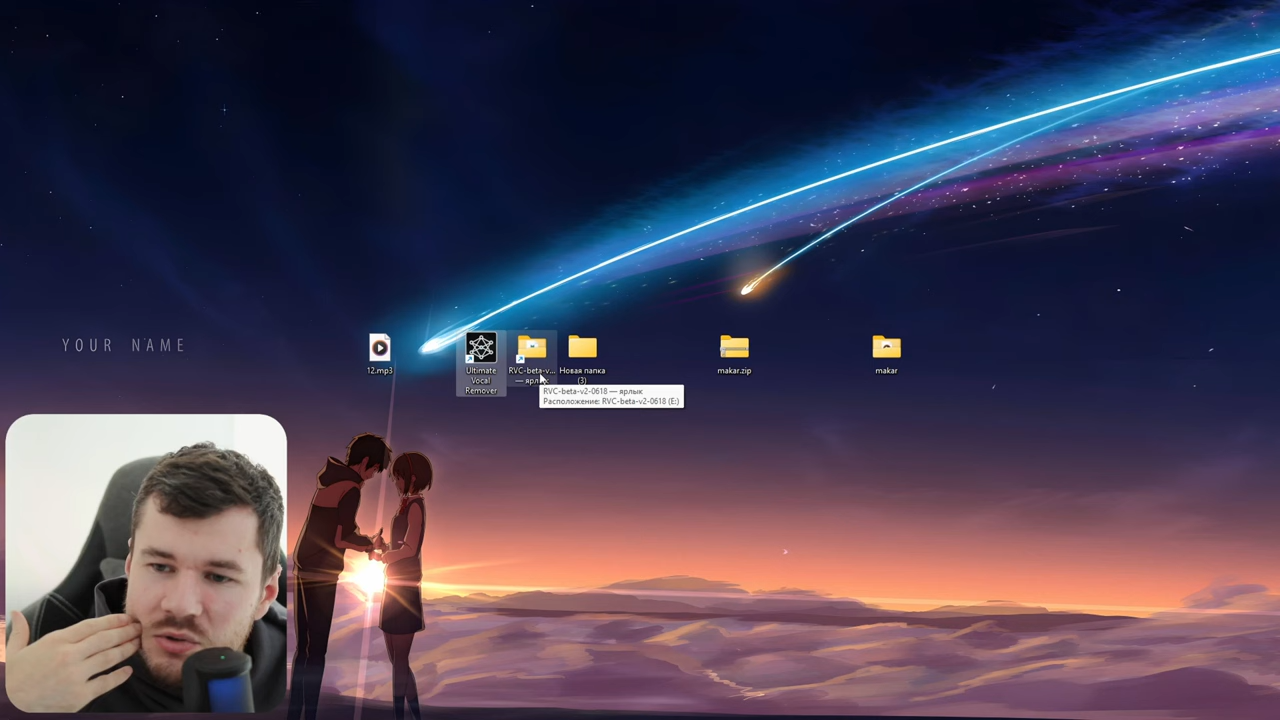 YOUR NAME
12.mp3
Ultimate
Vocal
Remover
RVC-beta-v...
— ярлык
Новая папка
(3)
makar.zip
makar
RVC-beta-v2-0618 — ярлык
Расположение: RVC-beta-v2-0618 (E:)